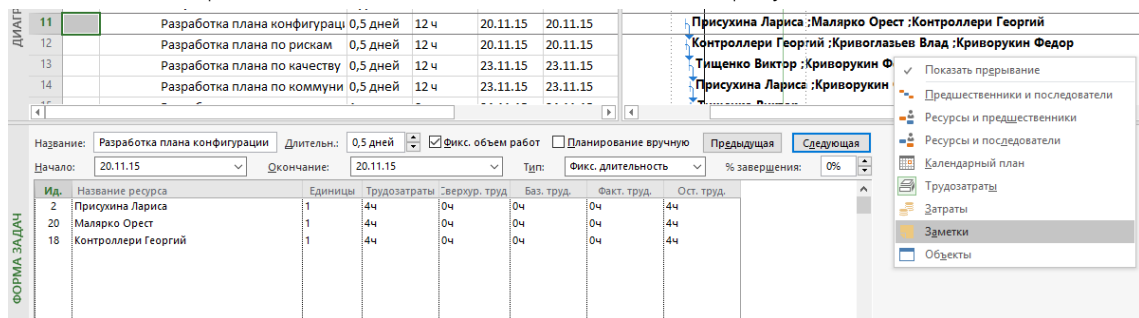 ДИАГР
11 Разработка плана конфигураци 0,5 дней 12 ч 20.11.15 20.11.15 Присухина Лариса ;Малярко Орест ;Контроллери Георгий
12 Разработка плана по рискам 0,5 дней 12 ч 20.11.15 20.11.15 Контроллери Георгий ;Кривоглазьев Влад ;Криворукин Федор
13 Разработка плана по качеству 0,5 дней 12 ч 23.11.15 23.11.15 Тищенко Виктор ;Криворукин Ф
14 Разработка плана по коммуни 0,5 дней 12 ч 23.11.15 23.11.15 Присухина Лариса ;Криворукин
Показать прерывание
Предшественники и последователи
Ресурсы и предшественники
Ресурсы и последователи
Календарный план
Трудозатраты
Затраты
Заметки
Объекты
ФОРМА ЗАДАЧ
Название: Разработка плана конфигурации Длительн.: 0,5 дней Фикс. объем работ Планирование вручную Предыдущая Следующая
Начало: 20.11.15 Окончание: 20.11.15 Тип: Фикс. длительность % завершения: 0%
Ид. Название ресурса Единицы Трудозатраты Сверхур. труд Баз. труд. Факт. труд. Ост. труд.
2 Присухина Лариса 1 4ч 0ч 0ч 0ч 4ч
20 Малярко Орест 1 4ч 0ч 0ч 0ч 4ч
18 Контроллери Георгий 1 4ч 0ч 0ч 0ч 4ч